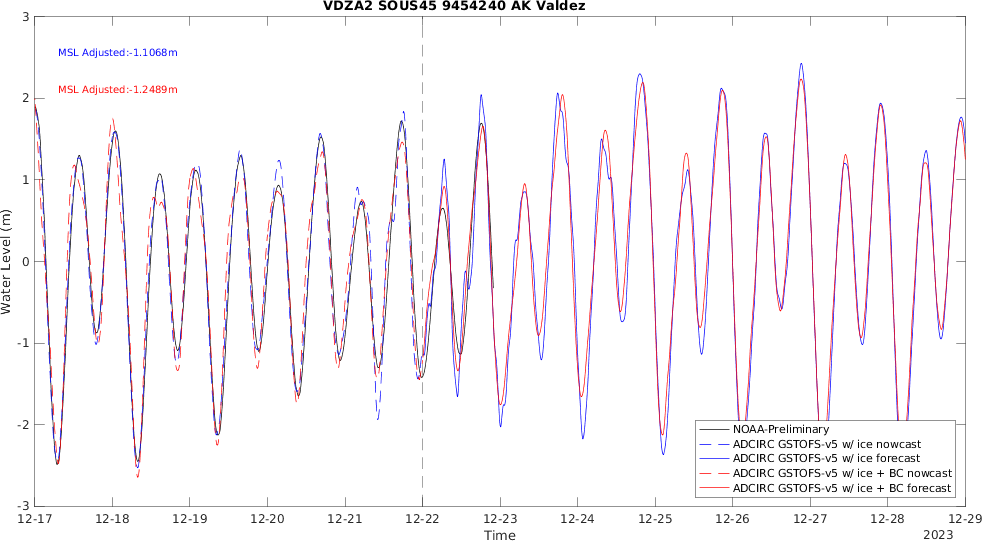 VDZA2 SOUS45 9454240 AK Valdez
MSL Adjusted:-1.1068m
MSL Adjusted:-1.2489m
Water Level (m)
3
2
1
0
-1
-2
-3
NOAA-Preliminary
ADCIRC GSTOFS-v5 w/ ice nowcast
ADCIRC GSTOFS-v5 w/ ice forecast
ADCIRC GSTOFS-v5 w/ ice + BC nowcast
ADCIRC GSTOFS-v5 w/ ice + BC forecast
12-17 12-18 12-19 12-20 12-21 12-22 12-23 12-24 12-25 12-26 12-27 12-28 12-29
Time
2023